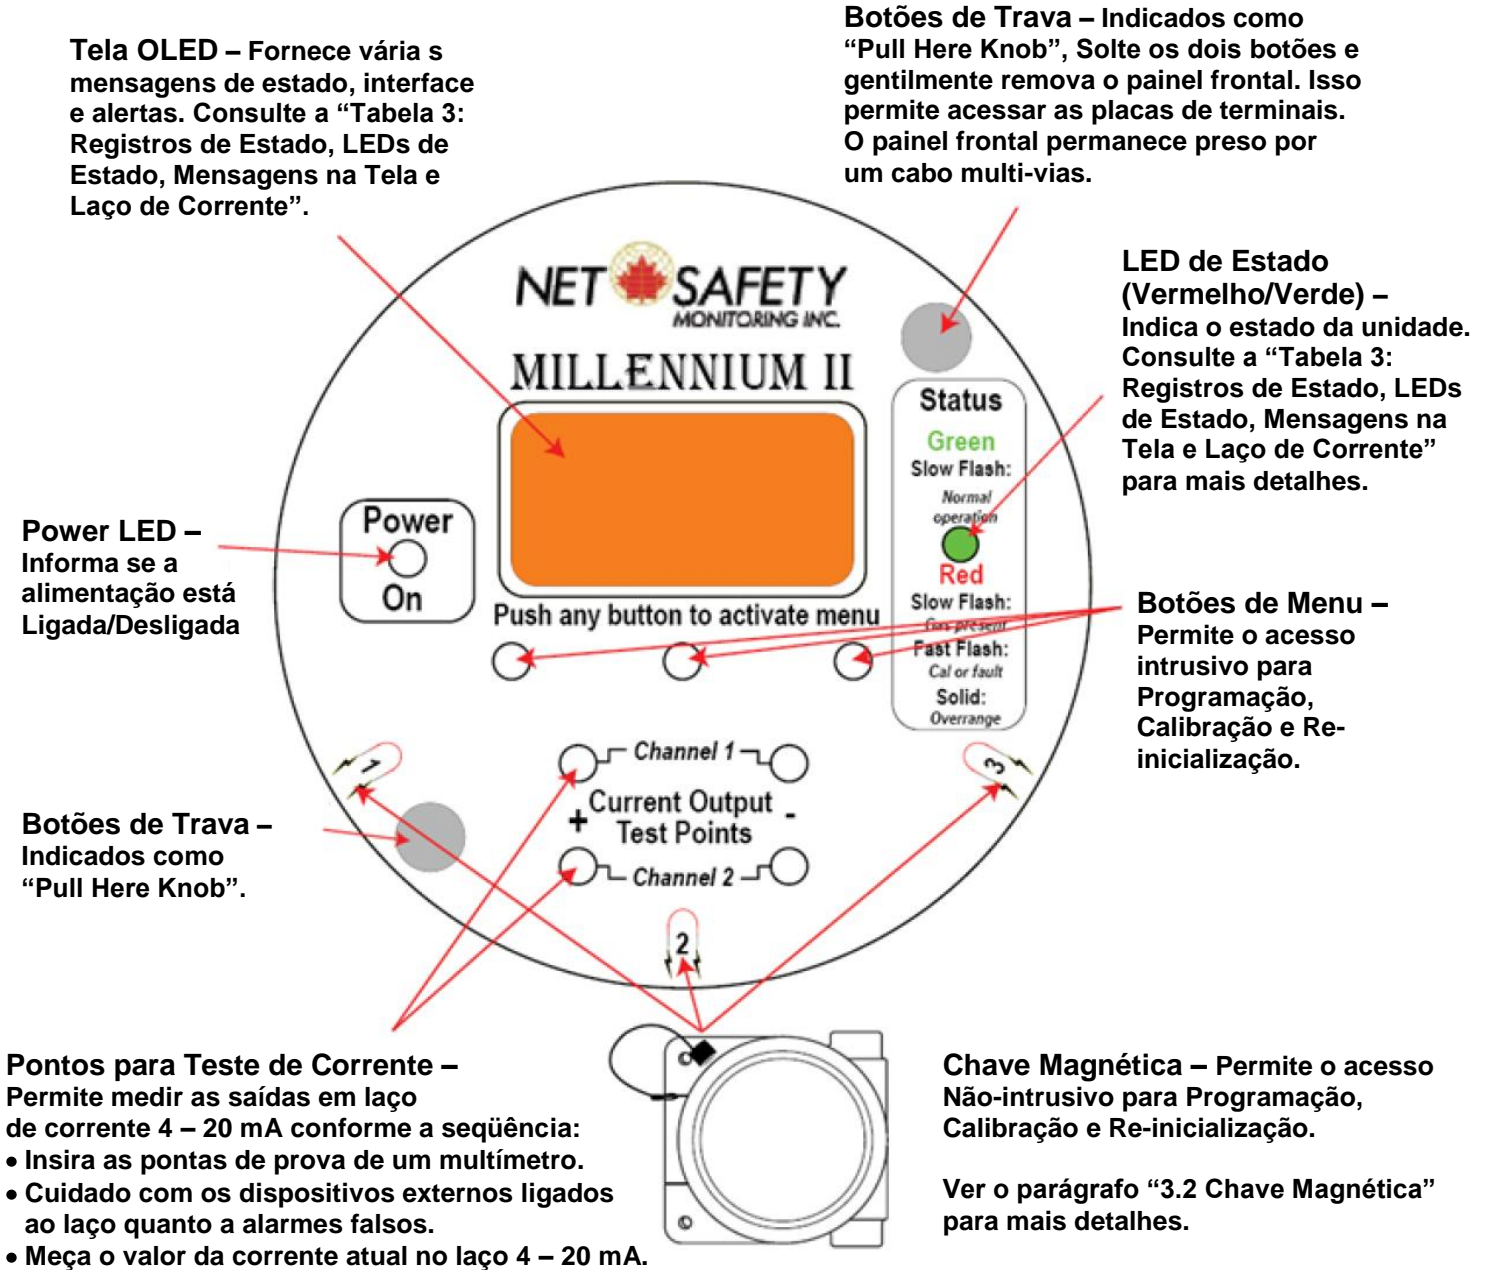 Tela OLED – Fornece vária s
mensagens de estado, interface
e alertas. Consulte a “Tabela 3:
Registros de Estado, LEDs de
Estado, Mensagens na Tela e
Laço de Corrente”.
Botões de Trava – Indicados como
“Pull Here Knob”, Solte os dois botões e
gentilmente remova o painel frontal. Isso
permite acessar as placas de terminais.
O painel frontal permanece preso por
um cabo multi-vias.
LED de Estado
(Vermelho/Verde) –
Indica o estado da unidade.
Consulte a “Tabela 3:
Registros de Estado, LEDs
de Estado, Mensagens na
Tela e Laço de Corrente”
para mais detalhes.
NET SAFETY
MONITORING INC.
MILLENNIUM II
Status
Green
Slow Flash:
Normal
operation
Red
Slow Flash:
Gas present
Fast Flash:
Cal or fault
Solid:
Overrange
Power LED –
Informa se a
alimentação está
Ligada/Desligada
Power
On
Push any button to activate menu
Botões de Menu –
Permite o acesso
intrusivo para
Programação,
Calibração e Re-
inicialização.
1
3
Channel 1
Current Output
+ Test Points -
Channel 2
2
Botões de Trava –
Indicados como
“Pull Here Knob”.
Pontos para Teste de Corrente –
Permite medir as saídas em laço
de corrente 4 – 20 mA conforme a seqüência:
• Insira as pontas de prova de um multímetro.
• Cuidado com os dispositivos externos ligados
ao laço quanto a alarmes falsos.
• Meça o valor da corrente atual no laço 4 – 20 mA.
Chave Magnética – Permite o acesso
Não-intrusivo para Programação,
Calibração e Re-inicialização.
Ver o parágrafo “3.2 Chave Magnética”
para mais detalhes.